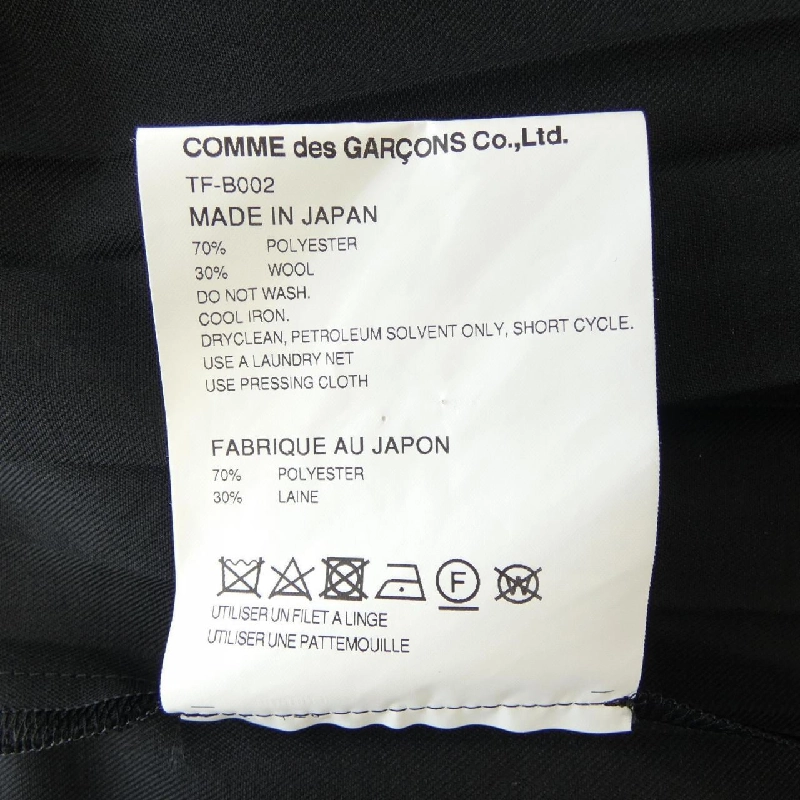 COMME des GARÇONS Co.,Ltd.
TF-B002
MADE IN JAPAN
70% POLYESTER
30% WOOL
DO NOT WASH.
COOL IRON.
DRYCLEAN, PETROLEUM SOLVENT ONLY, SHORT CYCLE.
USE A LAUNDRY NET
USE PRESSING CLOTH
FABRIQUE AU JAPON
70% POLYESTER
30% LAINE
F W
UTILISER UN FILET A LINGE
UTILISER UNE PATTEMOUILLE